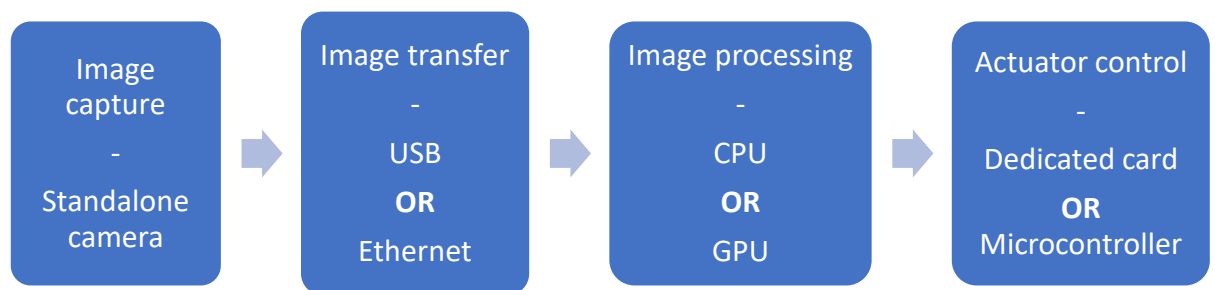 Image
capture
-
Standalone
camera
Image transfer
-
USB
OR
Ethernet
Image processing
-
CPU
OR
GPU
Actuator control
-
Dedicated card
OR
Microcontroller